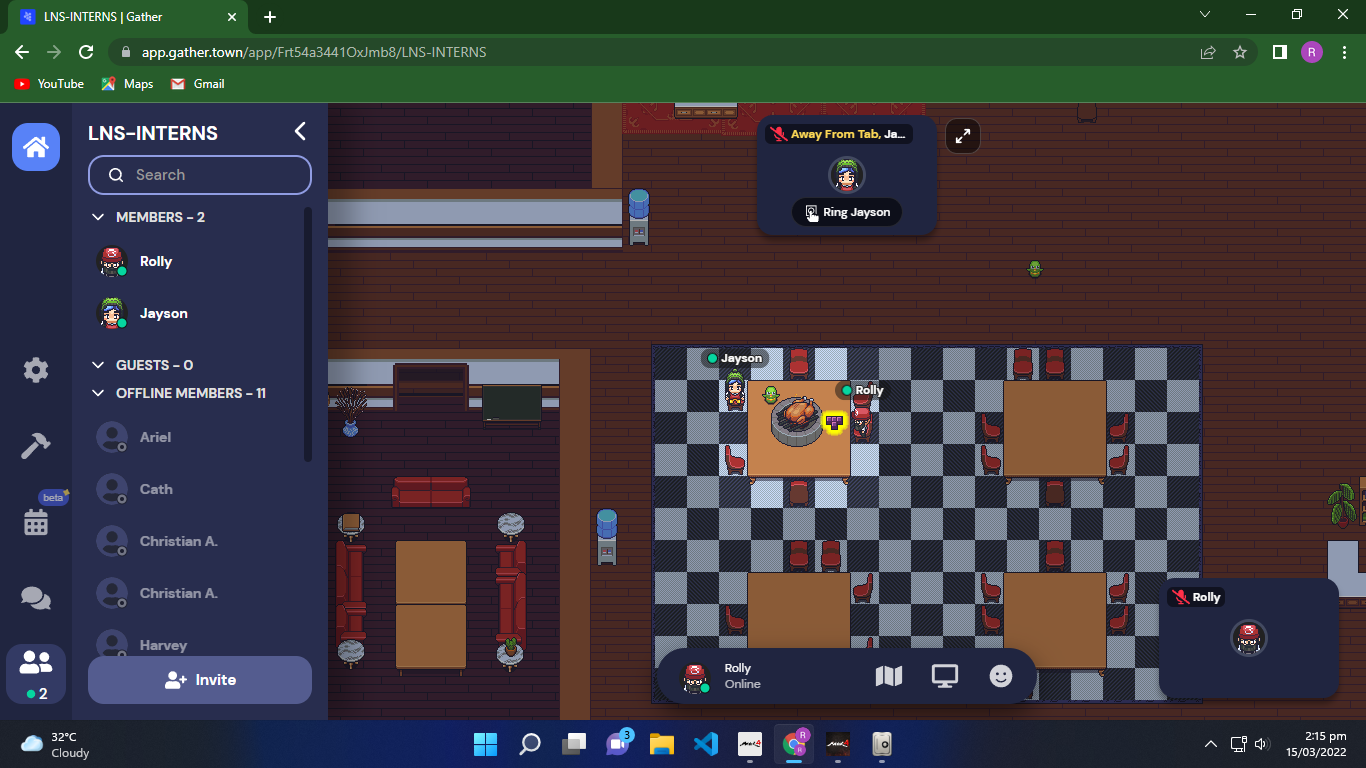 LNS-INTERNS | Gather
app.gather.town/app/Frt54a3441OxJmb8/LNS-INTERNS
R
YouTube
Maps
Gmail
LNS-INTERNS
Search
MEMBERS - 2
Rolly
Jayson
GUESTS - 0
OFFLINE MEMBERS - 11
Ariel
Cath
Christian A.
Christian A.
Harvey
Invite
beta
2
Away From Tab, Ja...
Ring Jayson
Jayson
Rolly
Rolly
Rolly
Online
32°C
Cloudy
3
R
2:15 pm
15/03/2022